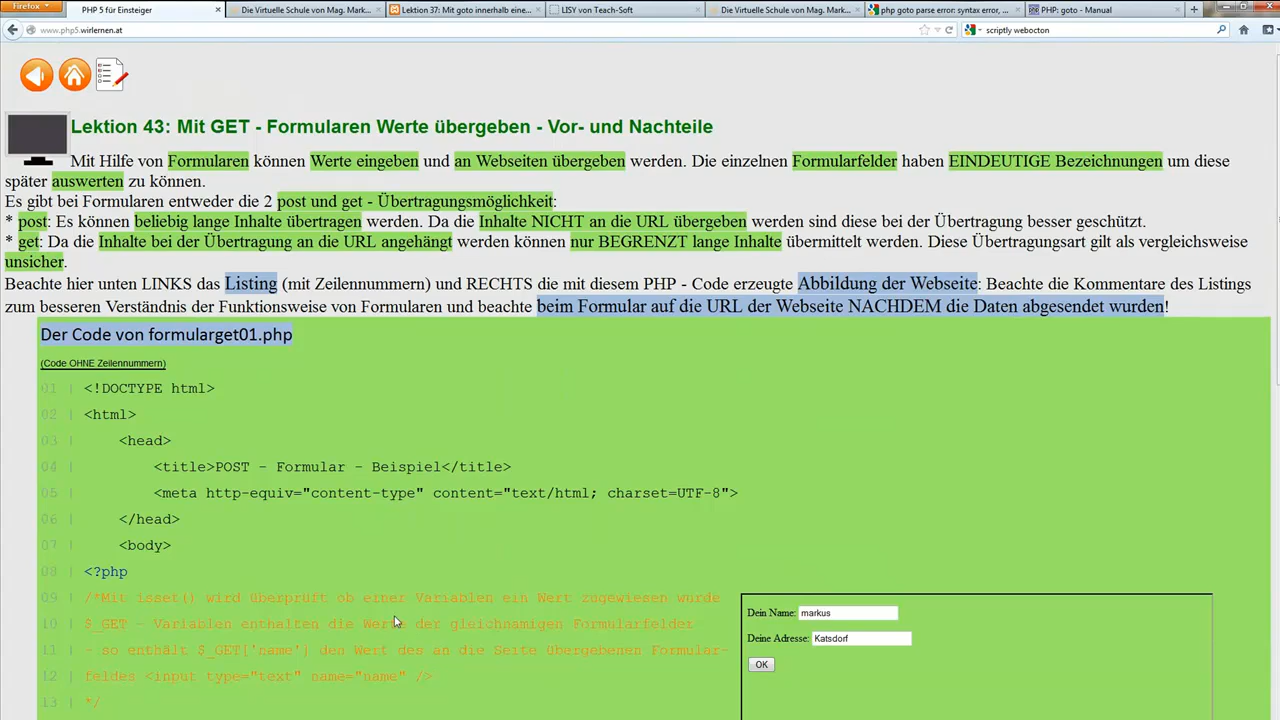 Firefox
PHP 5 für Einsteiger
Die Virtuelle Schule von Mag. Mark...
Lektion 37: Mit goto innerhalb eine...
LISY von Teach-Soft
Die Virtuelle Schule von Mag. Mark...
php goto parse error: syntax error, ...
PHP: goto - Manual
www.php5.wirlernen.at
scriptly webocton
Lektion 43: Mit GET - Formularen Werte übergeben - Vor- und Nachteile
Mit Hilfe von Formularen können Werte eingeben und an Webseiten übergeben werden. Die einzelnen Formularfelder haben EINDEUTIGE Bezeichnungen um diese
später auswerten zu können.
Es gibt bei Formularen entweder die 2 post und get - Übertragungsmöglichkeit:
* post: Es können beliebig lange Inhalte übertragen werden. Da die Inhalte NICHT an die URL übergeben werden sind diese bei der Übertragung besser geschützt.
* get: Da die Inhalte bei der Übertragung an die URL angehängt werden können nur BEGRENZT lange Inhalte übermittelt werden. Diese Übertragungsart gilt als vergleichsweise
unsicher.
Beachte hier unten LINKS das Listing (mit Zeilennummern) und RECHTS die mit diesem PHP - Code erzeugte Abbildung der Webseite: Beachte die Kommentare des Listings
zum besseren Verständnis der Funktionsweise von Formularen und beachte beim Formular auf die URL der Webseite NACHDEM die Daten abgesendet wurden!
Der Code von formularget01.php
(Code OHNE Zeilennummern)
01 | <!DOCTYPE html>
02 | <html>
03 | <head>
04 | <title>POST - Formular - Beispiel</title>
05 | <meta http-equiv="content-type" content="text/html; charset=UTF-8">
06 | </head>
07 | <body>
08 | <?php
09 | /*Mit isset() wird überprüft ob einer Variablen ein Wert zugewiesen wurde
10 | $_GET - Variablen enthalten die Werte der gleichnamigen Formularfelder
11 | - so enthält $_GET['name'] den Wert des an die Seite übergebenen Formular-
12 | feldes <input type="text" name="name" />
13 | */
Dein Name: markus
Deine Adresse: Katsdorf
OK